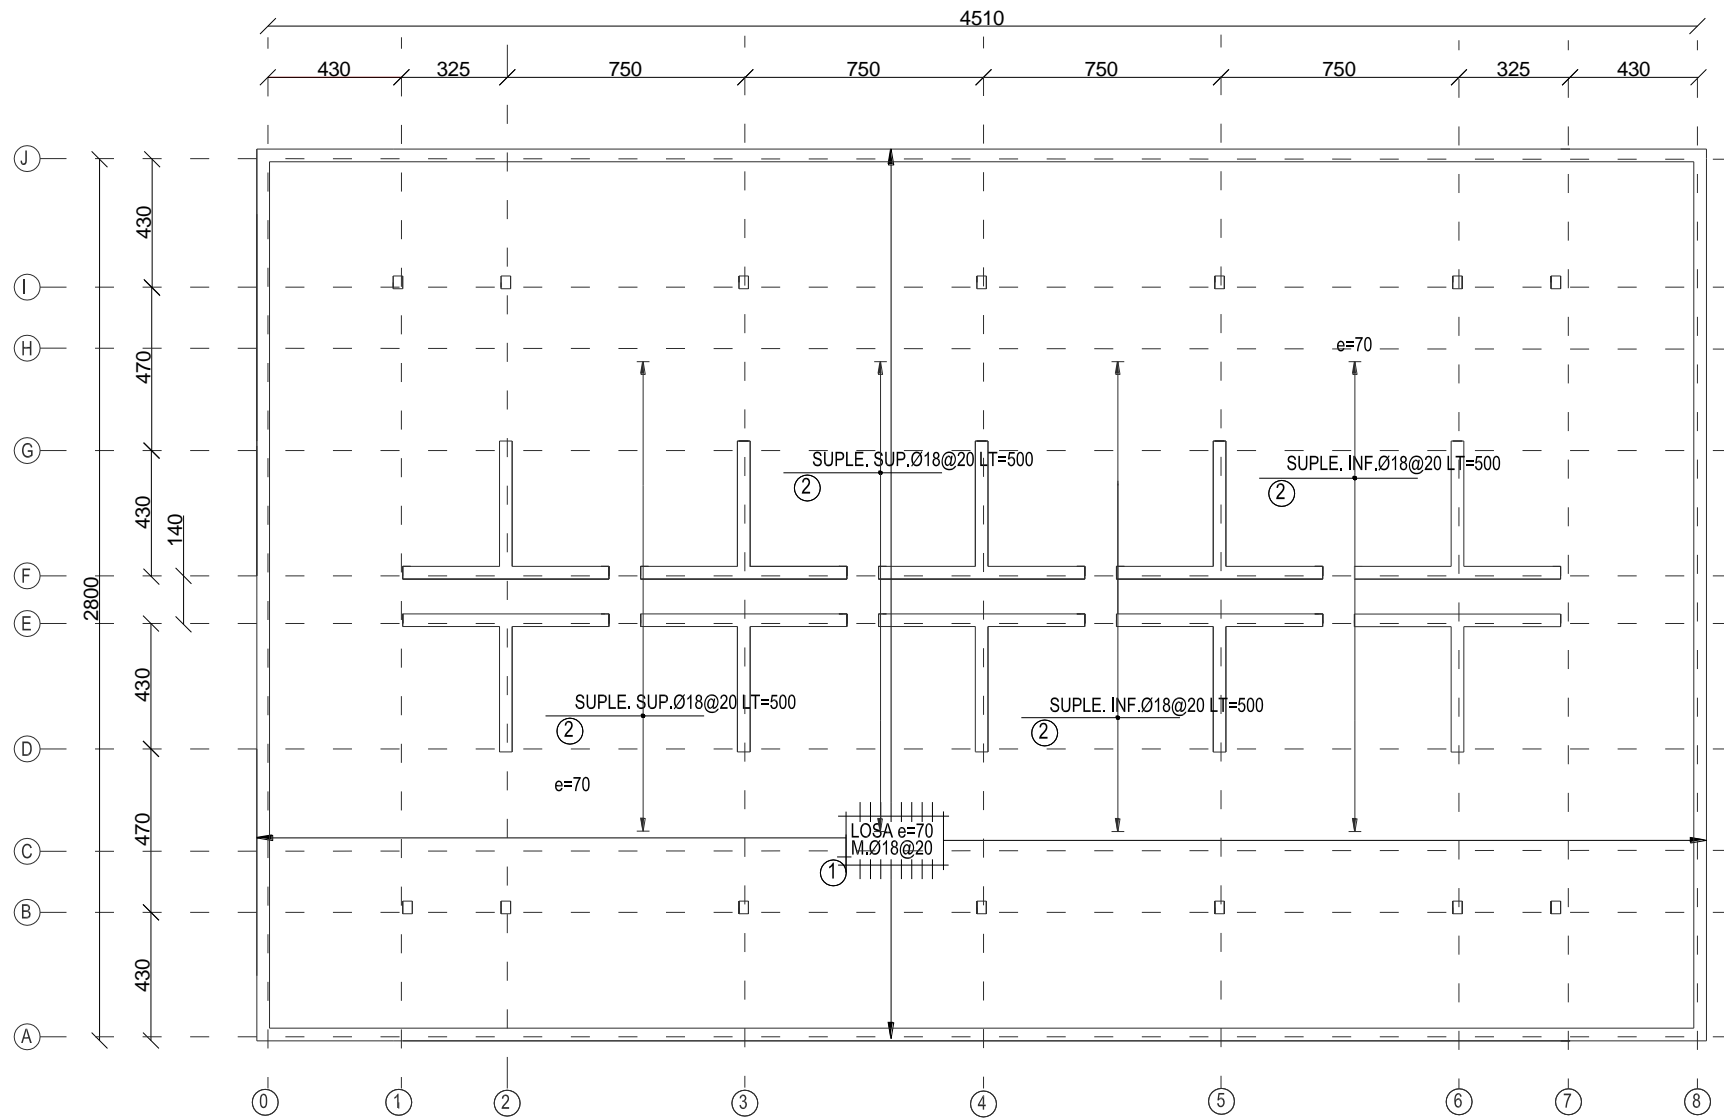 4510
430 325 750 750 750 750 325 430
J
430
I
H
e=70
470
G
SUPLE. SUP.Ø18@20 LT=500
SUPLE. INF.Ø18@20 LT=500
2
2
430
140
F
2800
E
430
SUPLE. SUP.Ø18@20 LT=500
SUPLE. INF.Ø18@20 LT=500
2
2
D
e=70
470
LOSA e=70
M.Ø18@20
C
1
B
430
A
0 1 2 3 4 5 6 7 8